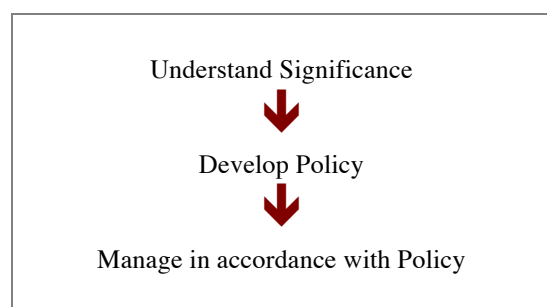 Understand Significance
Develop Policy
Manage in accordance with Policy